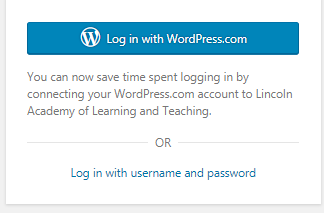 Log in with WordPress.com
You can now save time spent logging in by
connecting your WordPress.com account to Lincoln
Academy of Learning and Teaching.
OR
Log in with username and password